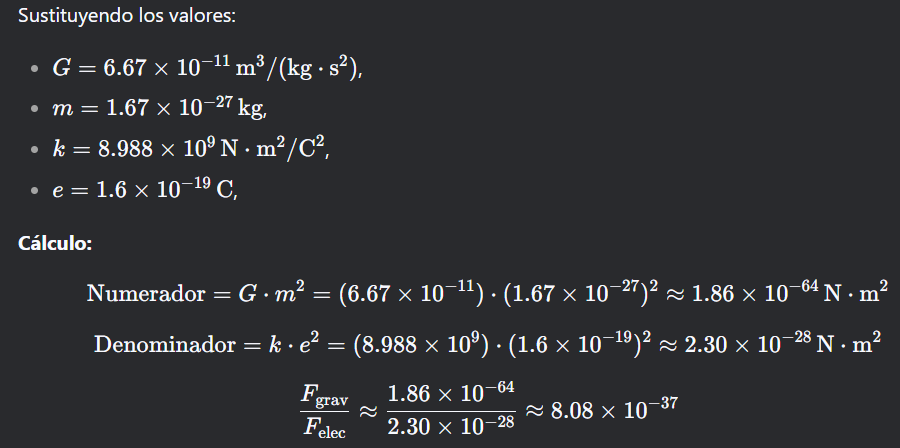 Sustituyendo los valores:
• G = 6.67 × 10⁻¹¹ m³/(kg · s²),
• m = 1.67 × 10⁻²⁷ kg,
• k = 8.988 × 10⁹ N · m²/C²,
• e = 1.6 × 10⁻¹⁹ C,
Cálculo:
Numerador = G · m² = (6.67 × 10⁻¹¹) · (1.67 × 10⁻²⁷)² ≈ 1.86 × 10⁻⁶⁴ N · m²
Denominador = k · e² = (8.988 × 10⁹) · (1.6 × 10⁻¹⁹)² ≈ 2.30 × 10⁻²⁸ N · m²
F_grav / F_elec ≈ 1.86 × 10⁻⁶⁴ / 2.30 × 10⁻²⁸ ≈ 8.08 × 10⁻³⁷